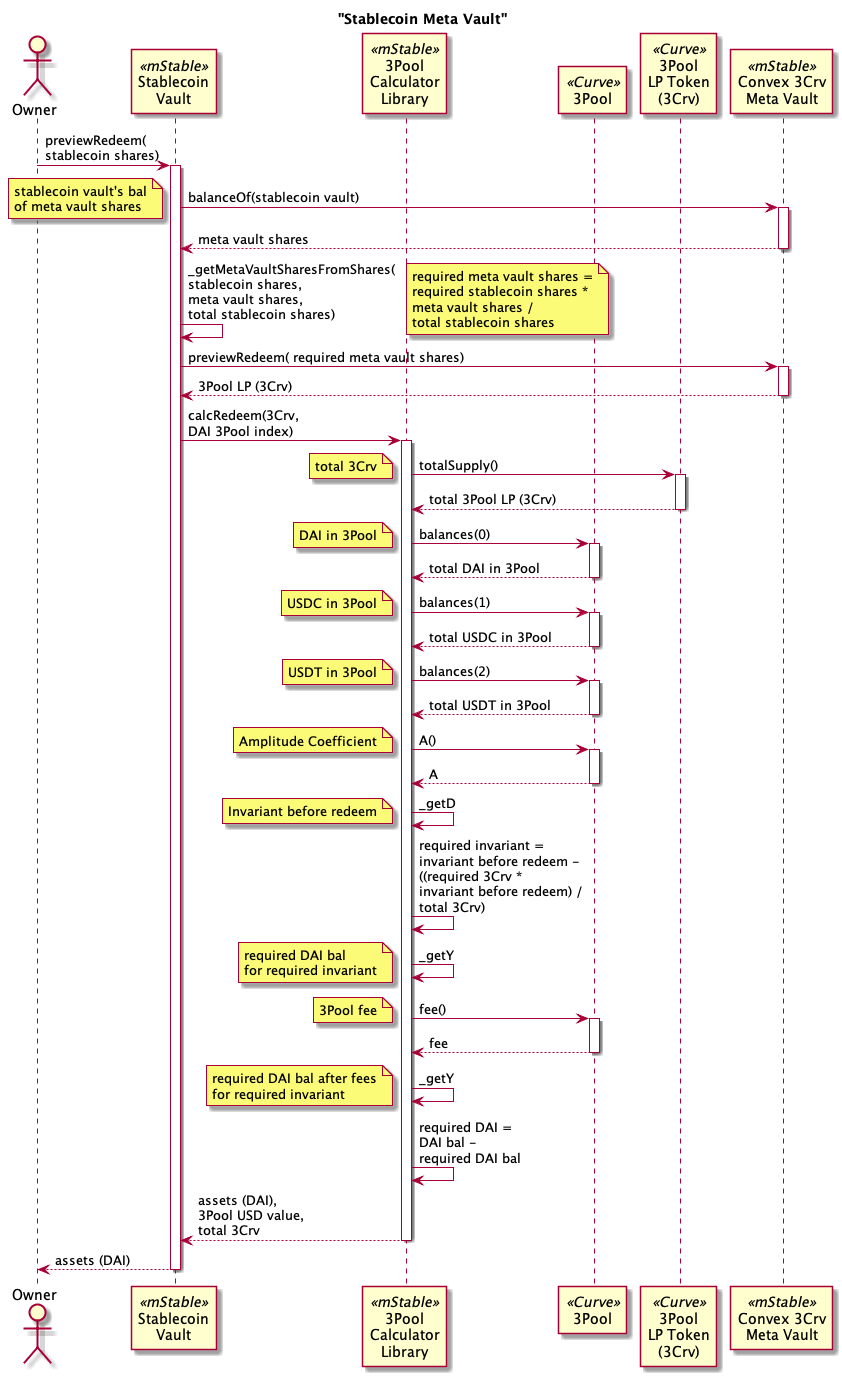 "Stablecoin Meta Vault"
Owner
«mStable»
Stablecoin
Vault
«mStable»
3Pool
Calculator
Library
«Curve»
3Pool
«Curve»
3Pool
LP Token
(3Crv)
«mStable»
Convex 3Crv
Meta Vault
previewRedeem(
stablecoin shares)
stablecoin vault's bal
of meta vault shares
balanceOf(stablecoin vault)
meta vault shares
_getMetaVaultSharesFromShares(
stablecoin shares,
meta vault shares,
total stablecoin shares)
required meta vault shares =
required stablecoin shares *
meta vault shares /
total stablecoin shares
previewRedeem( required meta vault shares)
3Pool LP (3Crv)
calcRedeem(3Crv,
DAI 3Pool index)
total 3Crv
totalSupply()
total 3Pool LP (3Crv)
DAI in 3Pool
balances(0)
total DAI in 3Pool
USDC in 3Pool
balances(1)
total USDC in 3Pool
USDT in 3Pool
balances(2)
total USDT in 3Pool
Amplitude Coefficient
A()
A
Invariant before redeem
_getD
required invariant =
invariant before redeem -
((required 3Crv *
invariant before redeem) /
total 3Crv)
required DAI bal
for required invariant
_getY
3Pool fee
fee()
fee
required DAI bal after fees
for required invariant
_getY
required DAI =
DAI bal -
required DAI bal
assets (DAI),
3Pool USD value,
total 3Crv
assets (DAI)
Owner
«mStable»
Stablecoin
Vault
«mStable»
3Pool
Calculator
Library
«Curve»
3Pool
«Curve»
3Pool
LP Token
(3Crv)
«mStable»
Convex 3Crv
Meta Vault